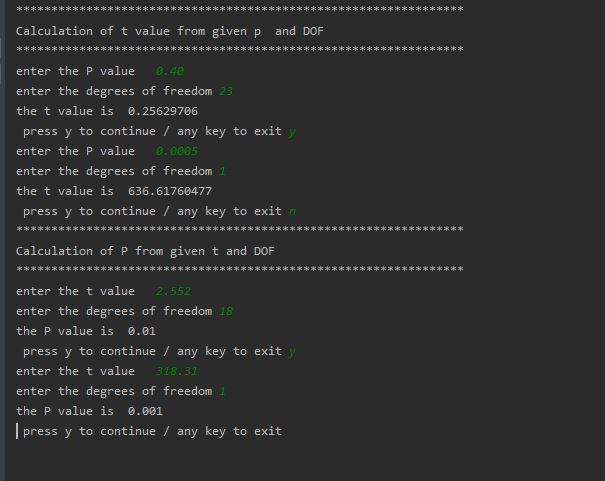 ****************************************************************
Calculation of t value from given p  and DOF
****************************************************************
enter the P value   0.40
enter the degrees of freedom 23
the t value is  0.25629706
 press y to continue / any key to exit y
enter the P value   0.0005
enter the degrees of freedom 1
the t value is  636.61760477
 press y to continue / any key to exit n
****************************************************************
Calculation of P from given t and DOF
****************************************************************
enter the t value   2.552
enter the degrees of freedom 18
the P value is  0.01
 press y to continue / any key to exit y
enter the t value   318.31
enter the degrees of freedom 1
the P value is  0.001
 press y to continue / any key to exit